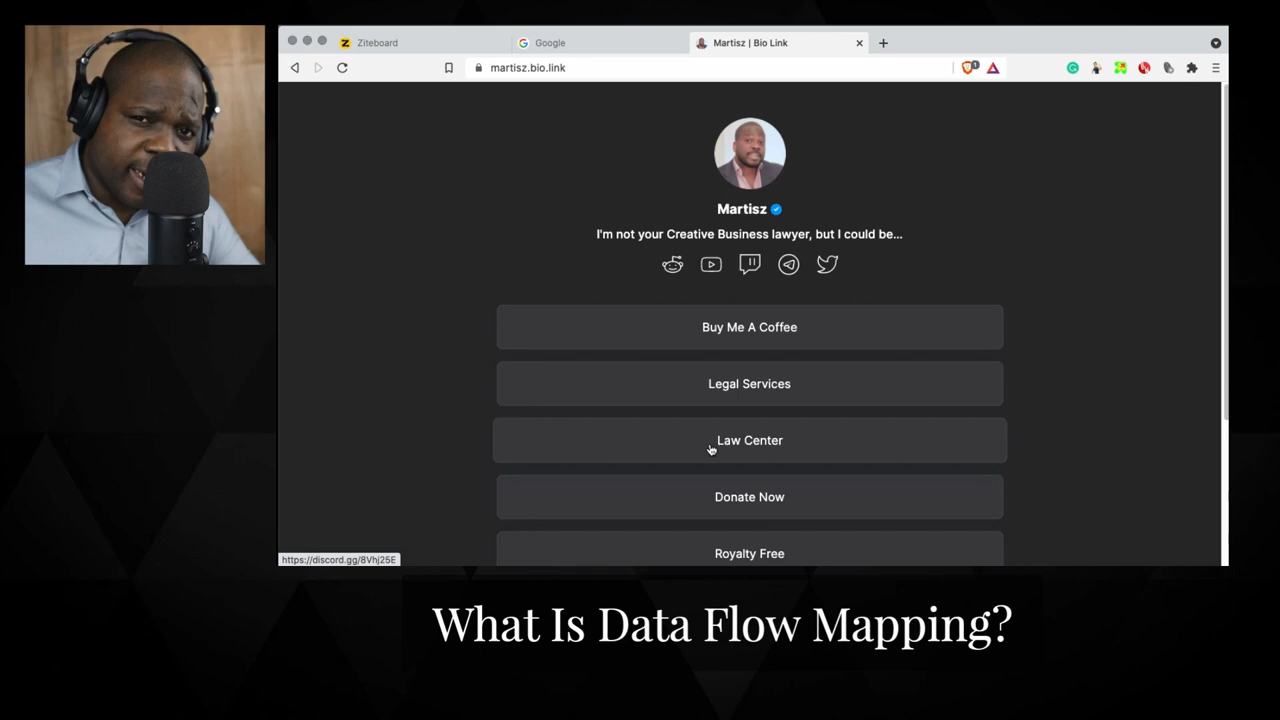 Ziteboard
Google
Martisz | Bio Link
martisz.bio.link
1
Martisz
I'm not your Creative Business lawyer, but I could be...
Buy Me A Coffee
Legal Services
Law Center
Donate Now
Royalty Free
https://discord.gg/8Vhj25E
What Is Data Flow Mapping?